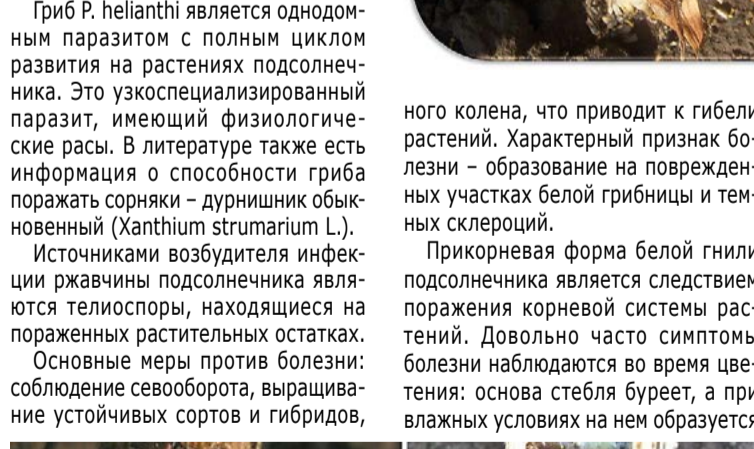 Гриб P. helianthi является однодом-
ным паразитом с полным циклом
развития на растениях подсолнеч-
ника. Это узкоспециализированный
паразит, имеющий физиологиче-
ские расы. В литературе также есть
информация о способности гриба
поражать сорняки – дурнишник обык-
новенный (Xanthium strumarium L.).
Источниками возбудителя инфек-
ции ржавчины подсолнечника явля-
ются телиоспоры, находящиеся на
пораженных растительных остатках.
Основные меры против болезни:
соблюдение севооборота, выращива-
ние устойчивых сортов и гибридов,
ного колена, что приводит к гибели
растений. Характерный признак бо-
лезни – образование на поврежден-
ных участках белой грибницы и тем-
ных склероций.
Прикорневая форма белой гнили
подсолнечника является следствием
поражения корневой системы рас-
тений. Довольно часто симптомы
болезни наблюдаются во время цве-
тения: основа стебля буреет, а при
влажных условиях на нем образуется